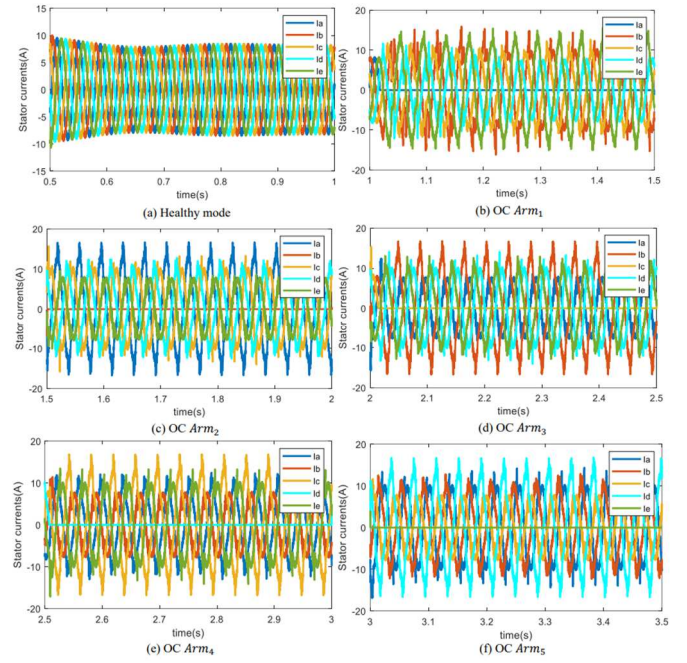 Stator currents(A)
15
10
5
0
-5
-10
-15
0.5
0.6
0.7
0.8
0.9
1
time(s)
Ia
Ib
Ic
Id
Ie
(a) Healthy mode
Stator currents(A)
20
10
0
-10
-20
1
1.1
1.2
1.3
1.4
1.5
time(s)
Ia
Ib
Ic
Id
Ie
(b) OC Arm₁
Stator currents(A)
20
10
0
-10
-20
1.5
1.6
1.7
1.8
1.9
2
time(s)
Ia
Ib
Ic
Id
Ie
(c) OC Arm₂
Stator currents(A)
20
10
0
-10
-20
2
2.1
2.2
2.3
2.4
2.5
time(s)
Ia
Ib
Ic
Id
Ie
(d) OC Arm₃
Stator currents(A)
20
10
0
-10
-20
2.5
2.6
2.7
2.8
2.9
3
time(s)
Ia
Ib
Ic
Id
Ie
(e) OC Arm₄
Stator currents(A)
20
10
0
-10
-20
3
3.1
3.2
3.3
3.4
3.5
time(s)
Ia
Ib
Ic
Id
Ie
(f) OC Arm₅